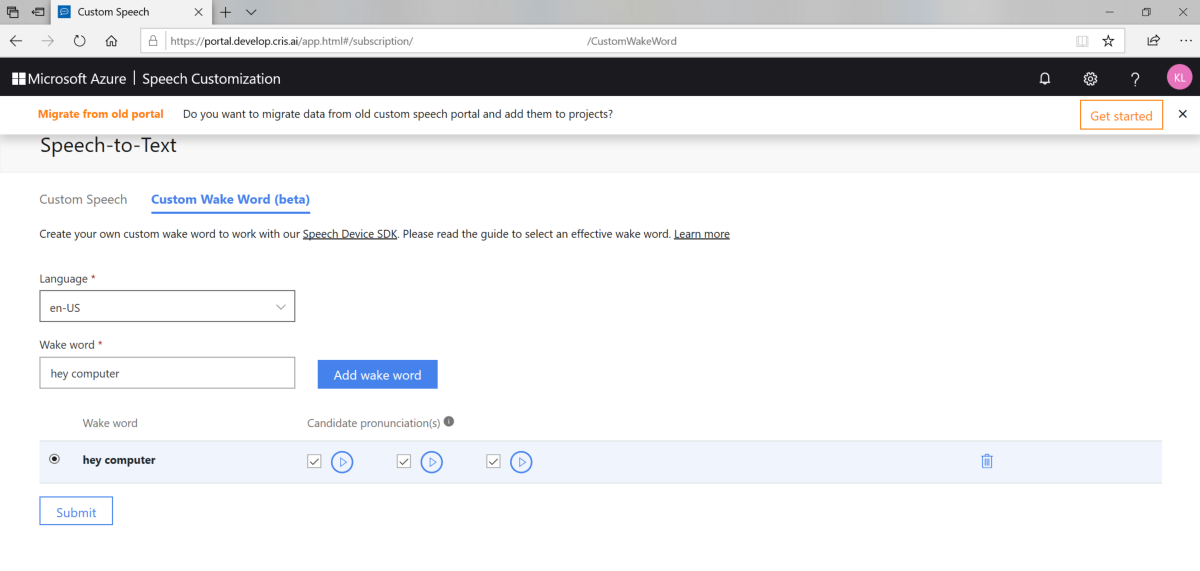 Custom Speech
https://portal.develop.cris.ai/app.html#/subscription/ /CustomWakeWord
Microsoft Azure | Speech Customization
? KL
Migrate from old portal Do you want to migrate data from old custom speech portal and add them to projects? Get started
Speech-to-Text
Custom Speech Custom Wake Word (beta)
Create your own custom wake word to work with our Speech Device SDK. Please read the guide to select an effective wake word. Learn more
Language *
en-US
Wake word *
hey computer Add wake word
Wake word Candidate pronunciation(s)
hey computer
Submit